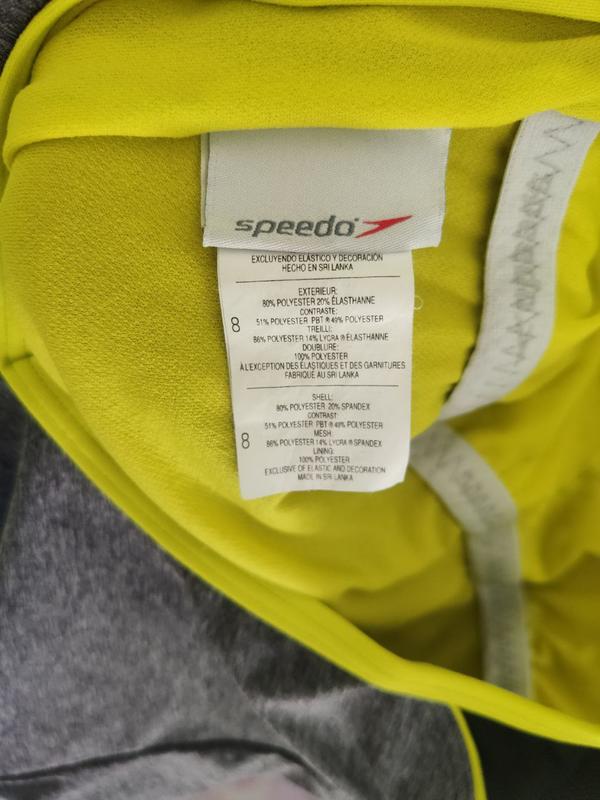 speedo
EXCLUYENDO ELÁSTICO Y DECORACIÓN
HECHO EN SRI LANKA
EXTERIEUR:
80% POLYESTER 20% ÉLASTHANNE
CONTRASTE:
8
51% POLYESTER PBT ® 49% POLYESTER
TREILLI:
86% POLYESTER 14% LYCRA ® ÉLASTHANNE
DOUBLURE:
100% POLYESTER
À L'EXCEPTION DES ÉLASTIQUES ET DES GARNITURES
FABRIQUÉ AU SRI LANKA
SHELL:
80% POLYESTER 20% SPANDEX
CONTRAST:
51% POLYESTER PBT ® 49% POLYESTER
MESH:
8
86% POLYESTER 14% LYCRA ® SPANDEX
LINING:
100% POLYESTER
EXCLUSIVE OF ELASTIC AND DECORATION
MADE IN SRI LANKA